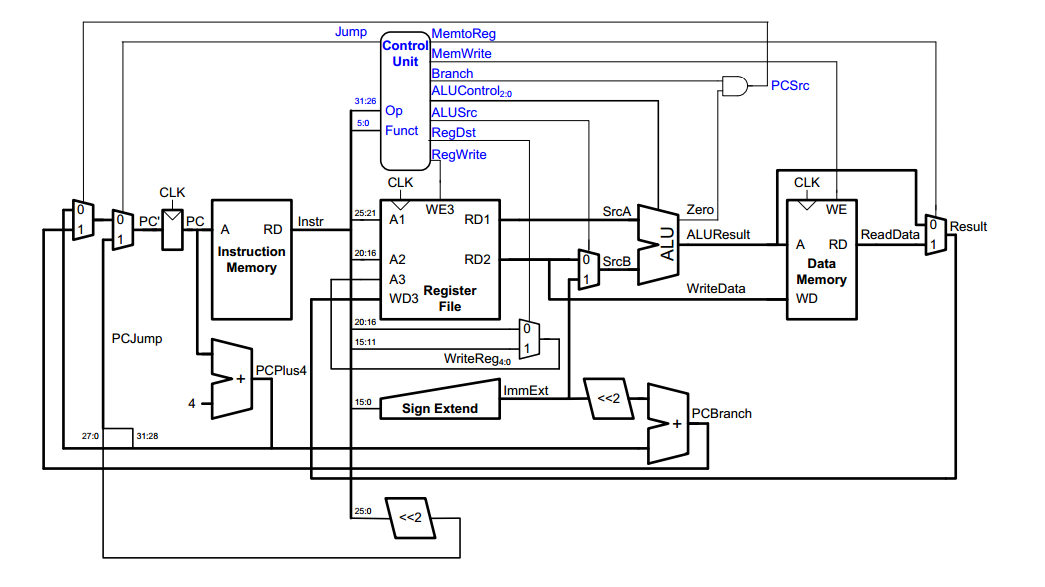 Jump
MemtoReg
Control
Unit
MemWrite
Branch
PCSrc
ALUControl2:0
31:26
Op
ALUSrc
5:0
Funct
RegDst
RegWrite
CLK
CLK
CLK
0
1
0
1
PC'
PC
A
RD
Instruction
Memory
Instr
25:21
A1
WE3
RD1
SrcA
Zero
ALU
ALUResult
WE
A
RD
Data
Memory
WD
ReadData
0
1
Result
20:16
A2
RD2
0
1
SrcB
A3
WD3
Register
File
WriteData
20:16
15:11
0
1
WriteReg4:0
PCJump
PCPlus4
+
4
15:0
Sign Extend
ImmExt
<<2
+
PCBranch
27:0
31:28
25:0
<<2